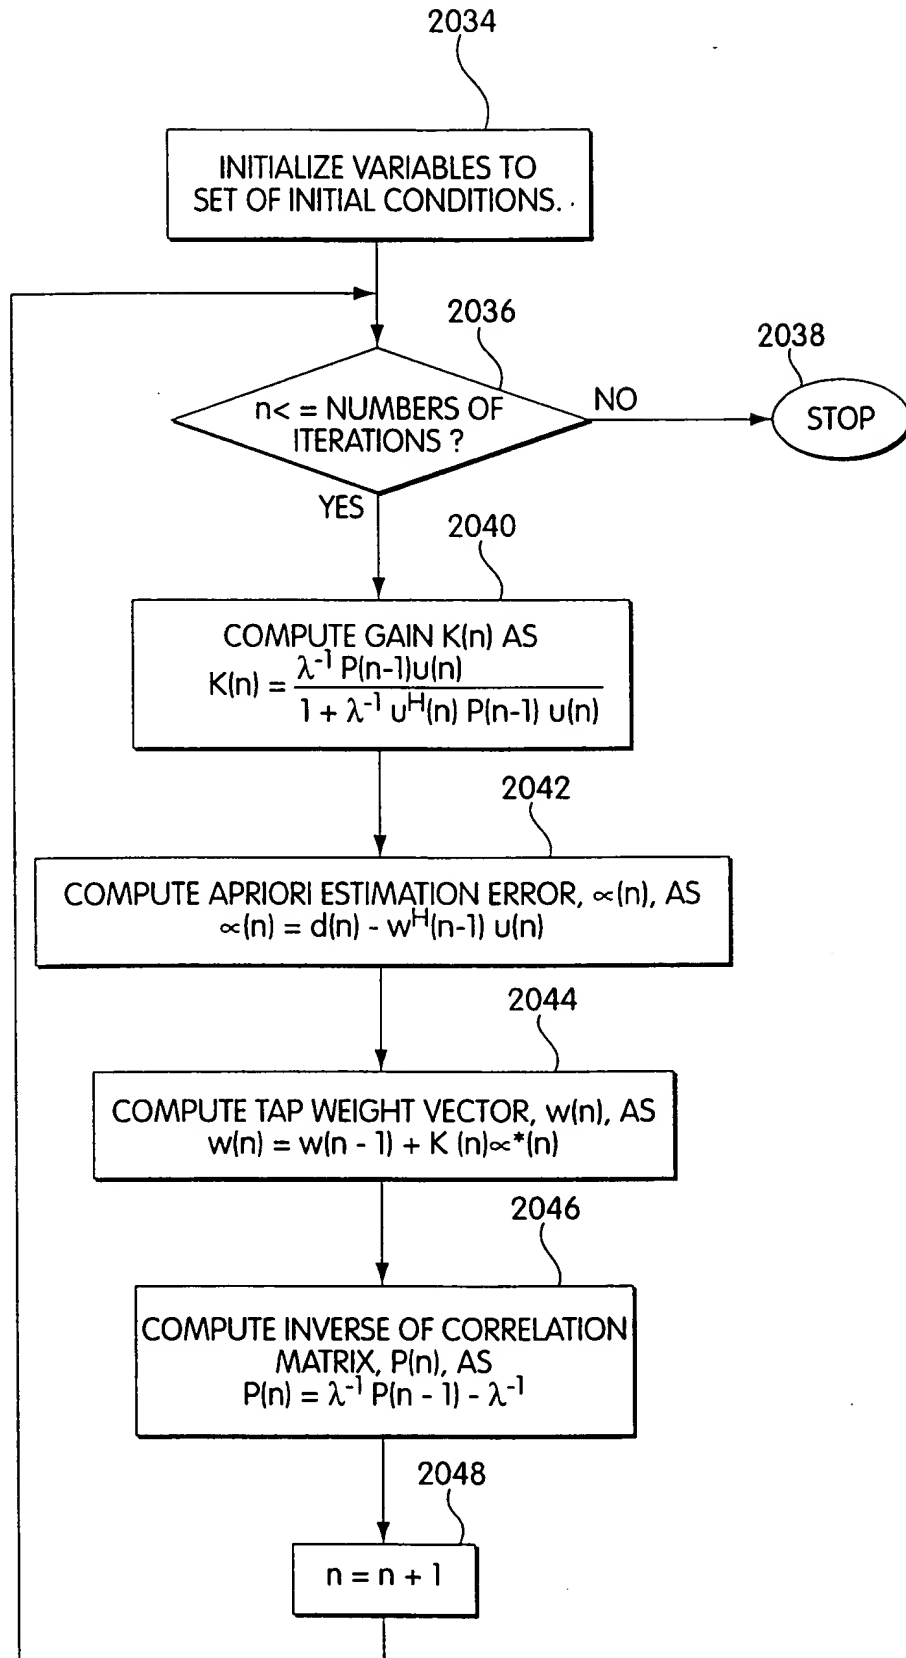 2034
INITIALIZE VARIABLES TO
SET OF INITIAL CONDITIONS.
2036
n< = NUMBERS OF
ITERATIONS ?
NO
2038
STOP
YES
2040
COMPUTE GAIN K(n) AS
K(n) = λ⁻¹ P(n-1)u(n) / 1 + λ⁻¹ uᴴ(n) P(n-1) u(n)
2042
COMPUTE APRIORI ESTIMATION ERROR, ∝(n), AS
∝(n) = d(n) - wᴴ(n-1) u(n)
2044
COMPUTE TAP WEIGHT VECTOR, w(n), AS
w(n) = w(n - 1) + K (n)∝*(n)
2046
COMPUTE INVERSE OF CORRELATION
MATRIX, P(n), AS
P(n) = λ⁻¹ P(n - 1) - λ⁻¹
2048
n = n + 1